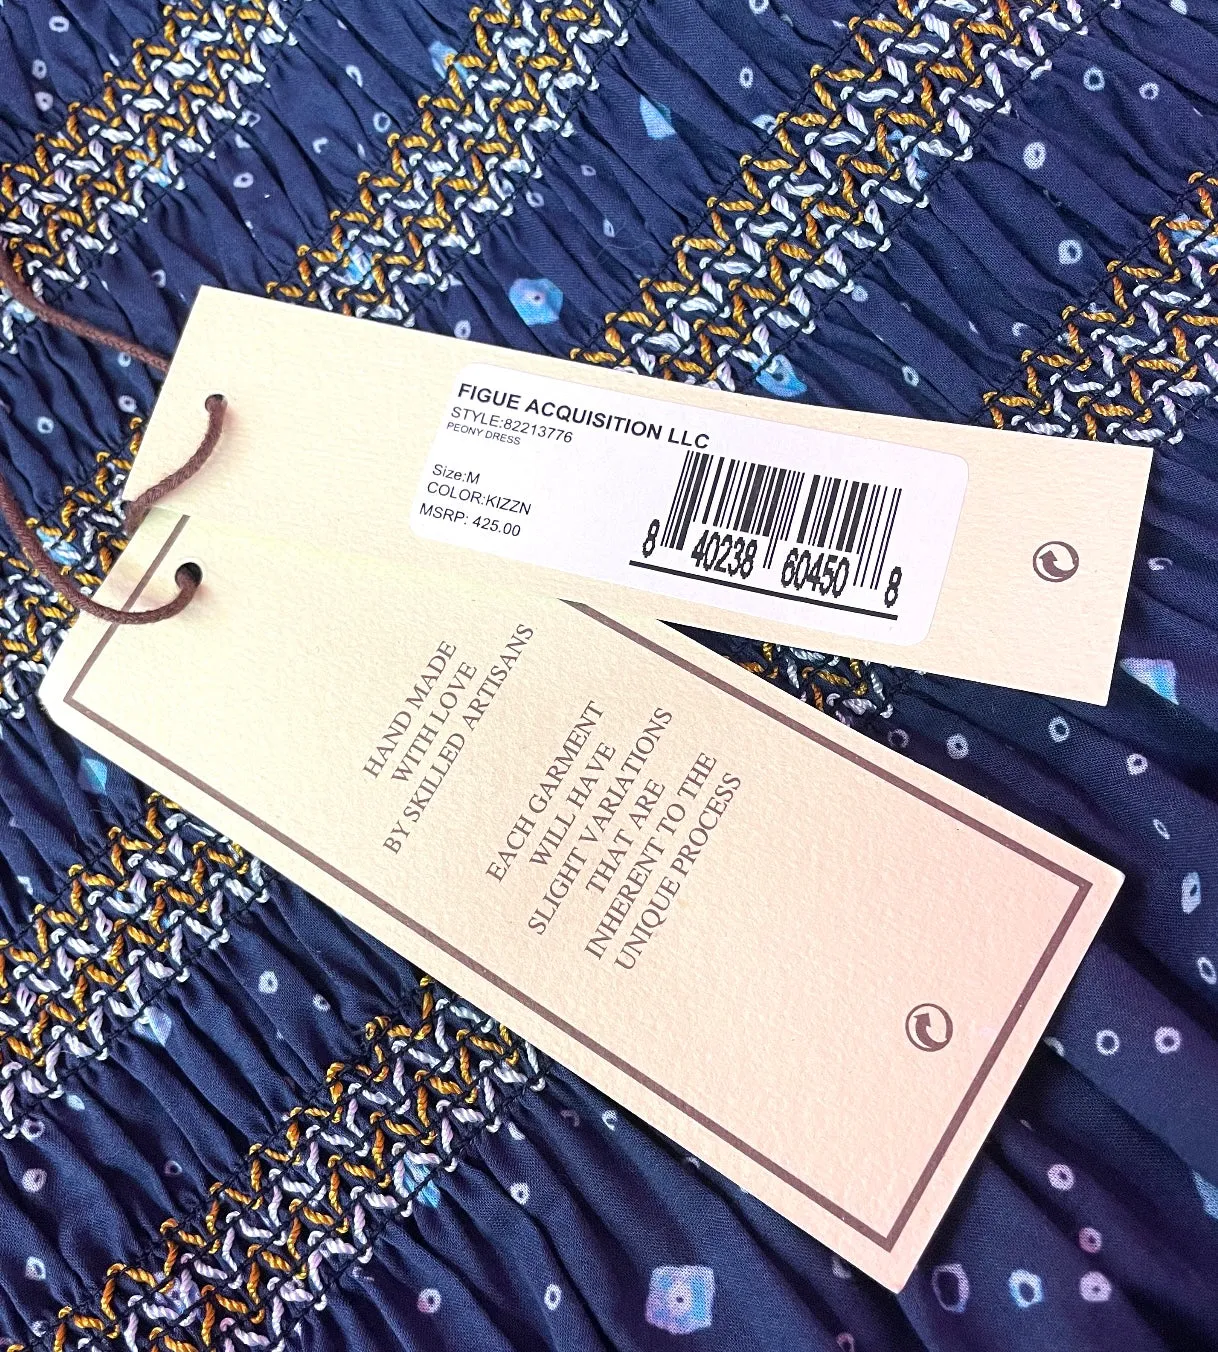 FIGUE ACQUISITION LLC
STYLE:82213776
PEONY DRESS
Size:M
COLOR:KIZZN
MSRP: 425.00
8 40238 60450 8
HAND MADE
WITH LOVE
BY SKILLED ARTISANS
EACH GARMENT
WILL HAVE
SLIGHT VARIATIONS
THAT ARE
INHERENT TO THE
UNIQUE PROCESS